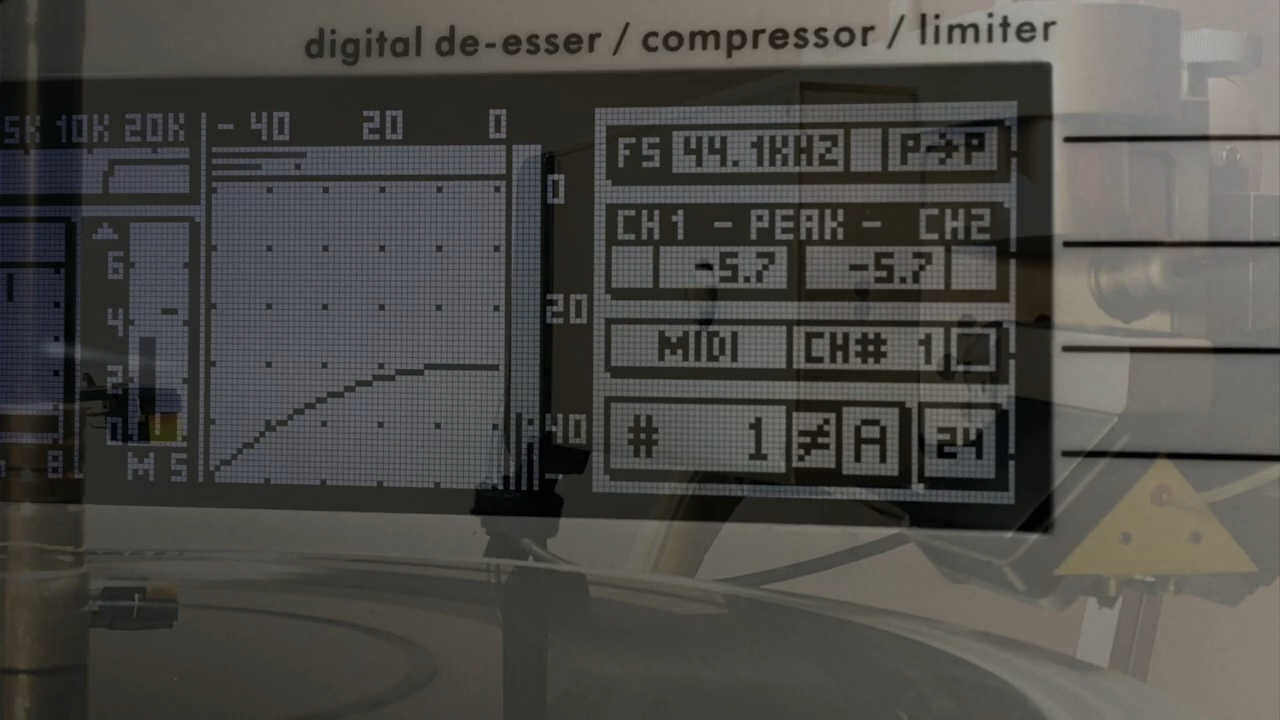 digital de-esser / compressor / limiter
5K 10K 20K
-40 20 0
FS 44.1KHZ P→P
0
CH1 - PEAK - CH2
6
-5.7 -5.7
20
4
MIDI CH# 1
40
# 1 ≠ A 24
8
M S